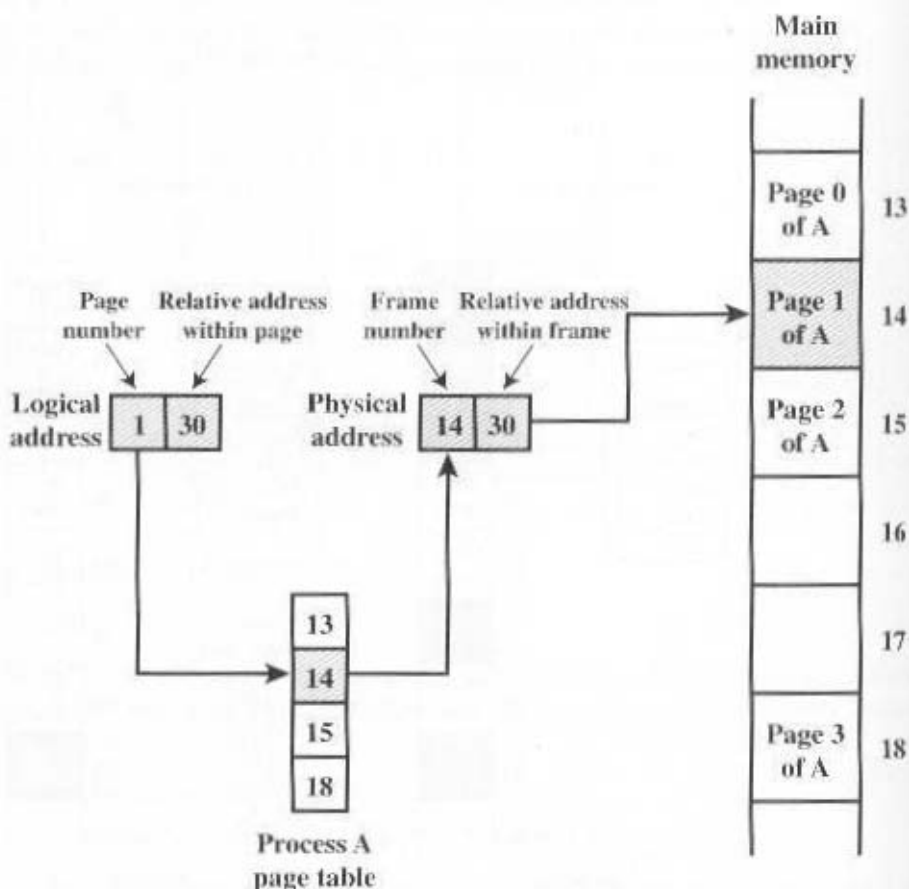 Main
memory
Page 0
of A
13
Page 1
of A
14
Page 2
of A
15
16
17
Page 3
of A
18
Page
number
Relative address
within page
Frame
number
Relative address
within frame
Logical
address
1
30
Physical
address
14
30
13
14
15
18
Process A
page table